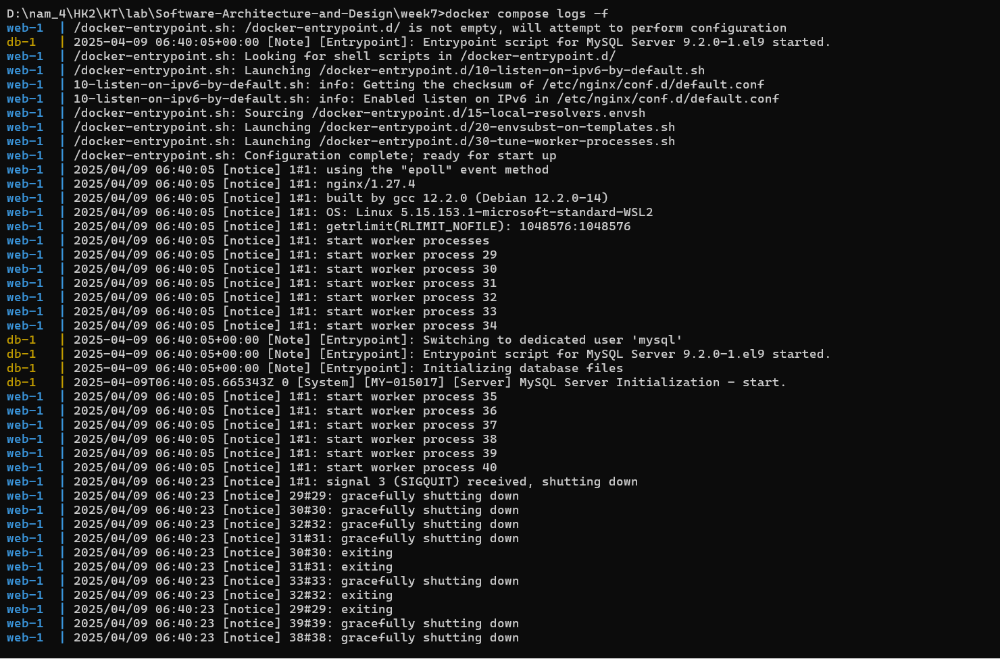 D:\nam_4\HK2\KT\lab\Software-Architecture-and-Design\week7>docker compose logs -f
web-1  | /docker-entrypoint.sh: /docker-entrypoint.d/ is not empty, will attempt to perform configuration
db-1   | 2025-04-09 06:40:05+00:00 [Note] [Entrypoint]: Entrypoint script for MySQL Server 9.2.0-1.el9 started.
web-1  | /docker-entrypoint.sh: Looking for shell scripts in /docker-entrypoint.d/
web-1  | /docker-entrypoint.sh: Launching /docker-entrypoint.d/10-listen-on-ipv6-by-default.sh
web-1  | 10-listen-on-ipv6-by-default.sh: info: Getting the checksum of /etc/nginx/conf.d/default.conf
web-1  | 10-listen-on-ipv6-by-default.sh: info: Enabled listen on IPv6 in /etc/nginx/conf.d/default.conf
web-1  | /docker-entrypoint.sh: Sourcing /docker-entrypoint.d/15-local-resolvers.envsh
web-1  | /docker-entrypoint.sh: Launching /docker-entrypoint.d/20-envsubst-on-templates.sh
web-1  | /docker-entrypoint.sh: Launching /docker-entrypoint.d/30-tune-worker-processes.sh
web-1  | /docker-entrypoint.sh: Configuration complete; ready for start up
web-1  | 2025/04/09 06:40:05 [notice] 1#1: using the "epoll" event method
web-1  | 2025/04/09 06:40:05 [notice] 1#1: nginx/1.27.4
web-1  | 2025/04/09 06:40:05 [notice] 1#1: built by gcc 12.2.0 (Debian 12.2.0-14)
web-1  | 2025/04/09 06:40:05 [notice] 1#1: OS: Linux 5.15.153.1-microsoft-standard-WSL2
web-1  | 2025/04/09 06:40:05 [notice] 1#1: getrlimit(RLIMIT_NOFILE): 1048576:1048576
web-1  | 2025/04/09 06:40:05 [notice] 1#1: start worker processes
web-1  | 2025/04/09 06:40:05 [notice] 1#1: start worker process 29
web-1  | 2025/04/09 06:40:05 [notice] 1#1: start worker process 30
web-1  | 2025/04/09 06:40:05 [notice] 1#1: start worker process 31
web-1  | 2025/04/09 06:40:05 [notice] 1#1: start worker process 32
web-1  | 2025/04/09 06:40:05 [notice] 1#1: start worker process 33
web-1  | 2025/04/09 06:40:05 [notice] 1#1: start worker process 34
db-1   | 2025-04-09 06:40:05+00:00 [Note] [Entrypoint]: Switching to dedicated user 'mysql'
db-1   | 2025-04-09 06:40:05+00:00 [Note] [Entrypoint]: Entrypoint script for MySQL Server 9.2.0-1.el9 started.
db-1   | 2025-04-09 06:40:05+00:00 [Note] [Entrypoint]: Initializing database files
db-1   | 2025-04-09T06:40:05.665343Z 0 [System] [MY-015017] [Server] MySQL Server Initialization - start.
web-1  | 2025/04/09 06:40:05 [notice] 1#1: start worker process 35
web-1  | 2025/04/09 06:40:05 [notice] 1#1: start worker process 36
web-1  | 2025/04/09 06:40:05 [notice] 1#1: start worker process 37
web-1  | 2025/04/09 06:40:05 [notice] 1#1: start worker process 38
web-1  | 2025/04/09 06:40:05 [notice] 1#1: start worker process 39
web-1  | 2025/04/09 06:40:05 [notice] 1#1: start worker process 40
web-1  | 2025/04/09 06:40:23 [notice] 1#1: signal 3 (SIGQUIT) received, shutting down
web-1  | 2025/04/09 06:40:23 [notice] 29#29: gracefully shutting down
web-1  | 2025/04/09 06:40:23 [notice] 30#30: gracefully shutting down
web-1  | 2025/04/09 06:40:23 [notice] 32#32: gracefully shutting down
web-1  | 2025/04/09 06:40:23 [notice] 31#31: gracefully shutting down
web-1  | 2025/04/09 06:40:23 [notice] 30#30: exiting
web-1  | 2025/04/09 06:40:23 [notice] 31#31: exiting
web-1  | 2025/04/09 06:40:23 [notice] 33#33: gracefully shutting down
web-1  | 2025/04/09 06:40:23 [notice] 32#32: exiting
web-1  | 2025/04/09 06:40:23 [notice] 29#29: exiting
web-1  | 2025/04/09 06:40:23 [notice] 39#39: gracefully shutting down
web-1  | 2025/04/09 06:40:23 [notice] 38#38: gracefully shutting down